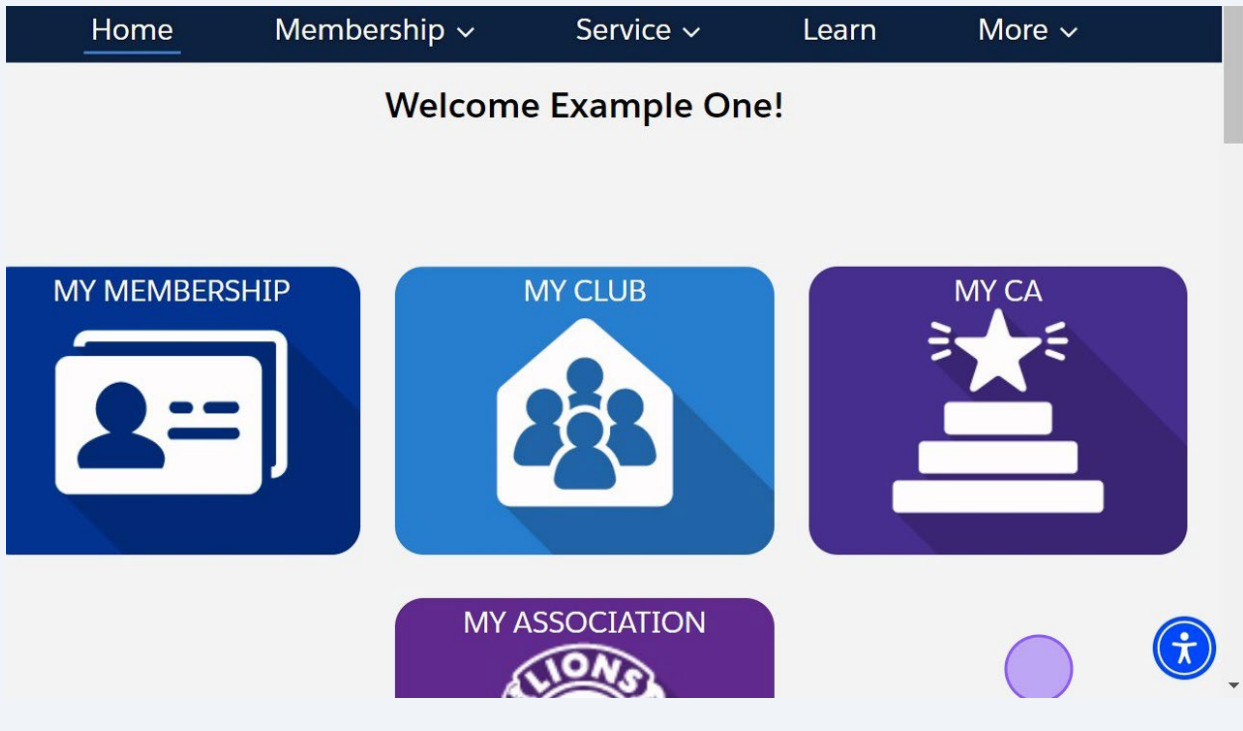 Home Membership Service Learn More
Welcome Example One!
MY MEMBERSHIP MY CLUB MY CA
MY ASSOCIATION
LIONS